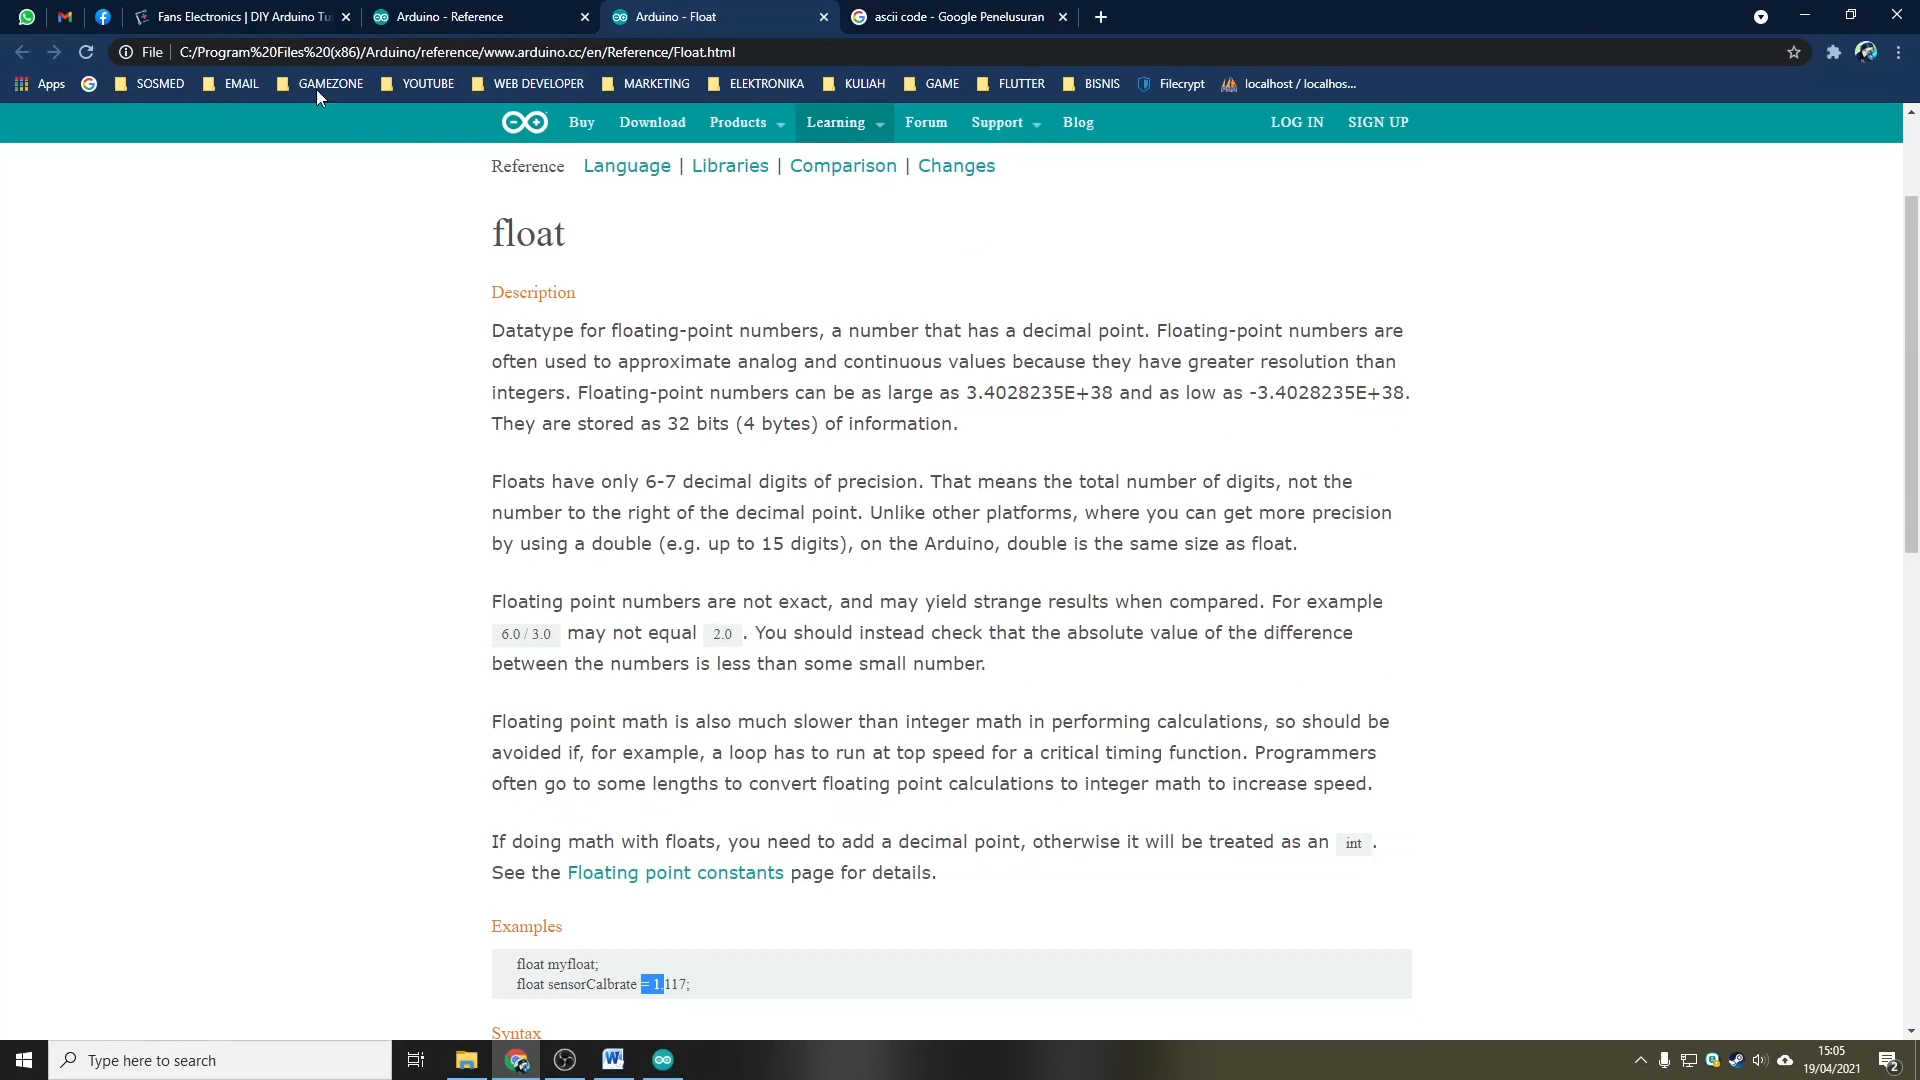 Fans Electronics | DIY Arduino Tu
Arduino - Reference
Arduino - Float
ascii code - Google Penelusuran
File
C:/Program%20Files%20(x86)/Arduino/reference/www.arduino.cc/en/Reference/Float.html
Apps
SOSMED
EMAIL
GAMEZONE
YOUTUBE
WEB DEVELOPER
MARKETING
ELEKTRONIKA
KULIAH
GAME
FLUTTER
BISNIS
Filecrypt
localhost / localhos...
Buy Download Products Learning Forum Support Blog LOG IN SIGN UP
Reference Language | Libraries | Comparison | Changes
float
Description
Datatype for floating-point numbers, a number that has a decimal point. Floating-point numbers are
often used to approximate analog and continuous values because they have greater resolution than
integers. Floating-point numbers can be as large as 3.4028235E+38 and as low as -3.4028235E+38.
They are stored as 32 bits (4 bytes) of information.
Floats have only 6-7 decimal digits of precision. That means the total number of digits, not the
number to the right of the decimal point. Unlike other platforms, where you can get more precision
by using a double (e.g. up to 15 digits), on the Arduino, double is the same size as float.
Floating point numbers are not exact, and may yield strange results when compared. For example
6.0 / 3.0 may not equal 2.0 . You should instead check that the absolute value of the difference
between the numbers is less than some small number.
Floating point math is also much slower than integer math in performing calculations, so should be
avoided if, for example, a loop has to run at top speed for a critical timing function. Programmers
often go to some lengths to convert floating point calculations to integer math to increase speed.
If doing math with floats, you need to add a decimal point, otherwise it will be treated as an int .
See the Floating point constants page for details.
Examples
float myfloat;
float sensorCalbrate = 1.117;
Syntax
Type here to search
15:05
19/04/2021
2